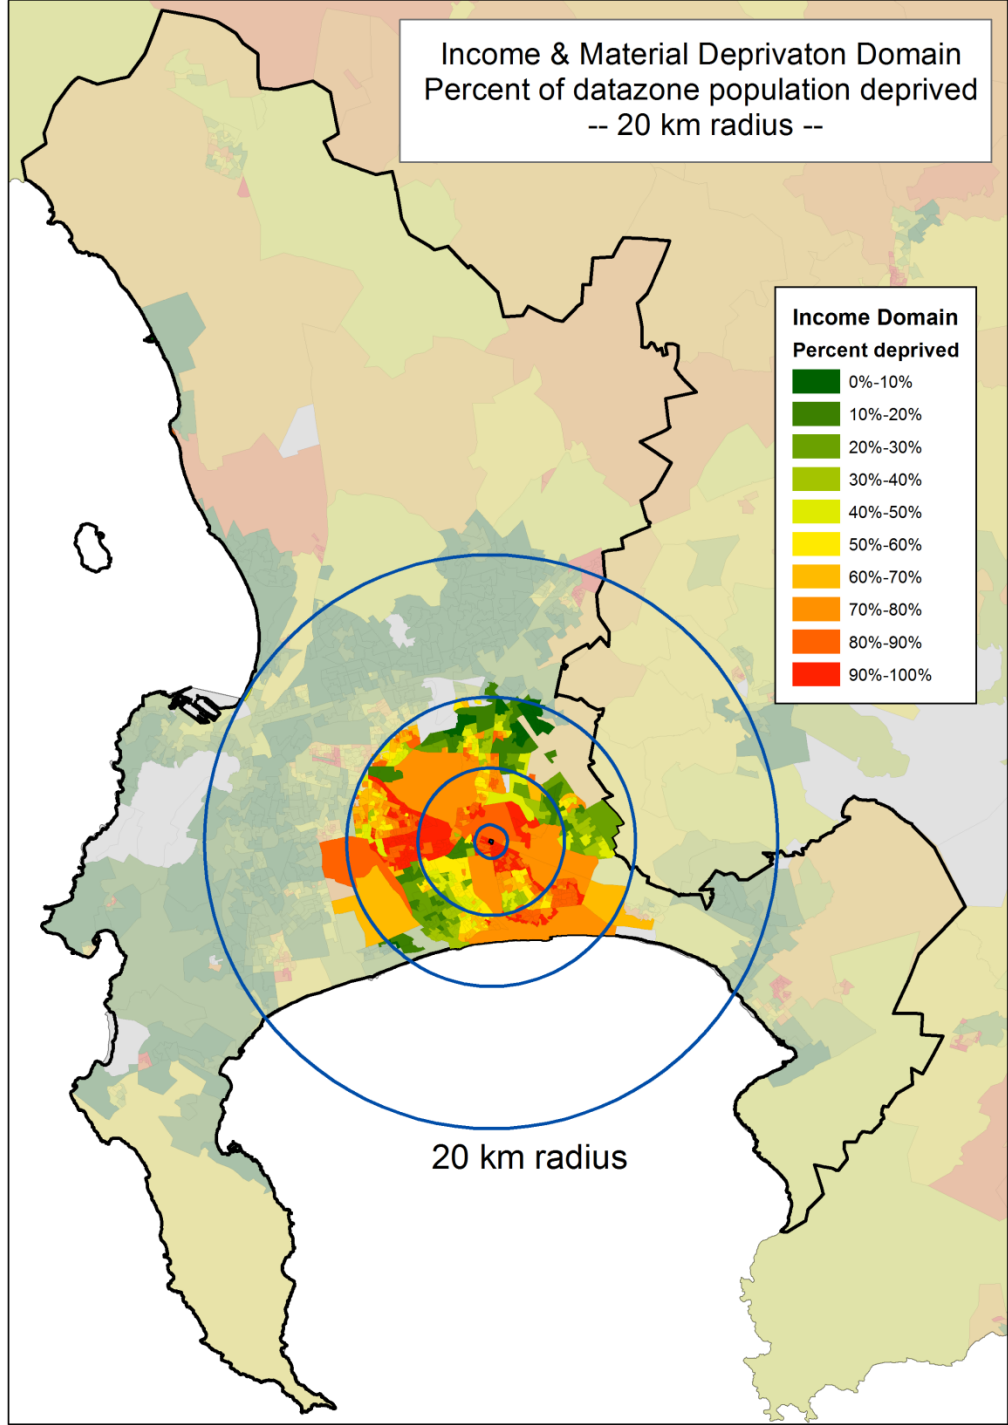 Income & Material Deprivaton Domain
Percent of datazone population deprived
-- 20 km radius --
Income Domain
Percent deprived
0%-10%
10%-20%
20%-30%
30%-40%
40%-50%
50%-60%
60%-70%
70%-80%
80%-90%
90%-100%
20 km radius